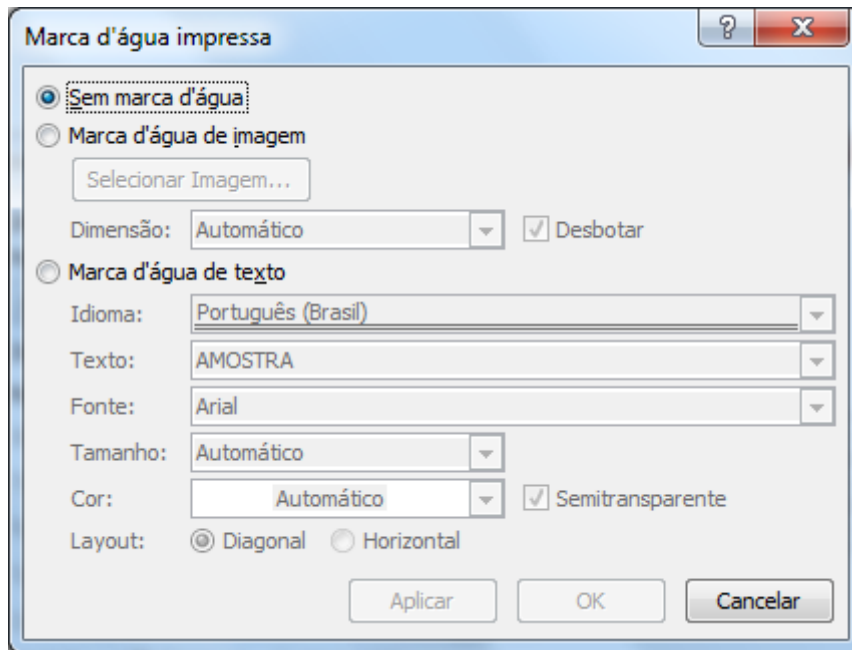 Marca d'água impressa
Sem marca d'água
Marca d'água de imagem
Selecionar Imagem...
Dimensão: Automático Desbotar
Marca d'água de texto
Idioma: Português (Brasil)
Texto: AMOSTRA
Fonte: Arial
Tamanho: Automático
Cor: Automático Semitransparente
Layout: Diagonal Horizontal
Aplicar OK Cancelar